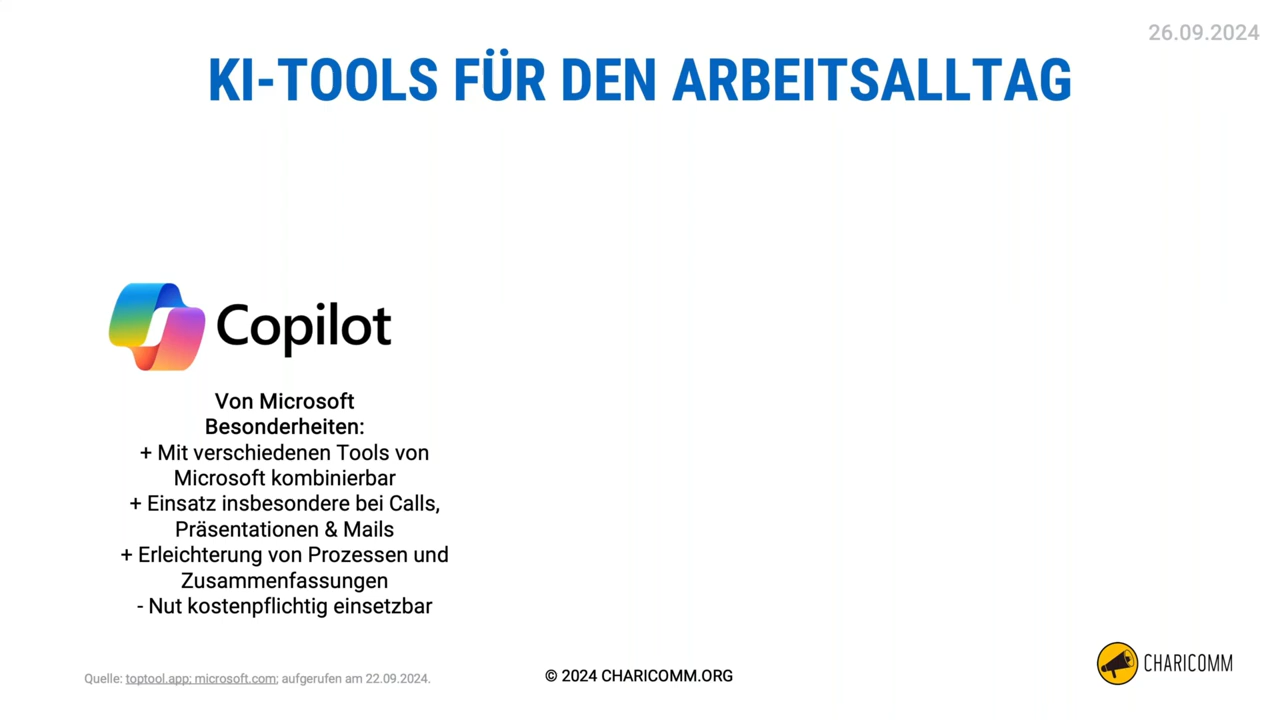 26.09.2024
KI-TOOLS FÜR DEN ARBEITSALLTAG
Copilot
Von Microsoft
Besonderheiten:
+ Mit verschiedenen Tools von
Microsoft kombinierbar
+ Einsatz insbesondere bei Calls,
Präsentationen & Mails
+ Erleichterung von Prozessen und
Zusammenfassungen
- Nut kostenpflichtig einsetzbar
Quelle: toptool.app; microsoft.com; aufgerufen am 22.09.2024.
© 2024 CHARICOMM.ORG
CHARICOMM